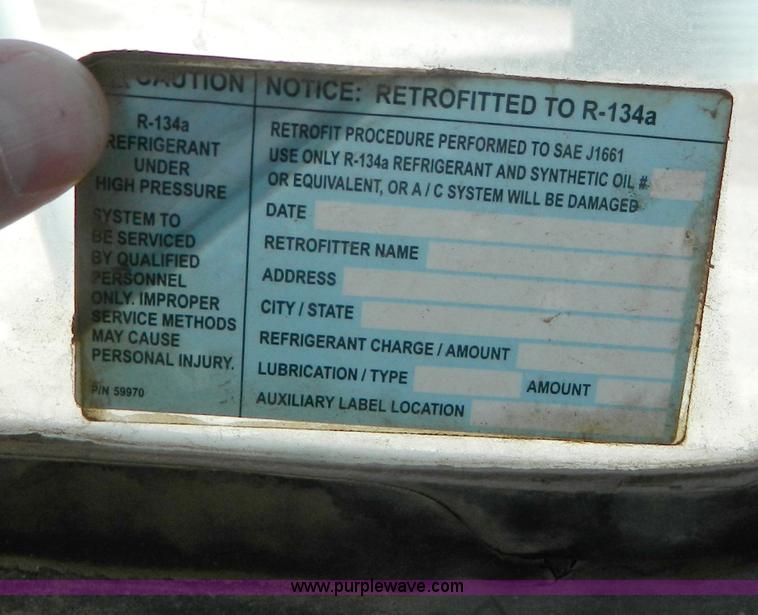 CAUTION
R-134a
REFRIGERANT
UNDER
HIGH PRESSURE
SYSTEM TO
BE SERVICED
BY QUALIFIED
PERSONNEL
ONLY. IMPROPER
SERVICE METHODS
MAY CAUSE
PERSONAL INJURY.
P/N 59970
NOTICE: RETROFITTED TO R-134a
RETROFIT PROCEDURE PERFORMED TO SAE J1661
USE ONLY R-134a REFRIGERANT AND SYNTHETIC OIL #
OR EQUIVALENT, OR A / C SYSTEM WILL BE DAMAGED
DATE
RETROFITTER NAME
ADDRESS
CITY / STATE
REFRIGERANT CHARGE / AMOUNT
LUBRICATION / TYPE AMOUNT
AUXILIARY LABEL LOCATION
www.purplewave.com